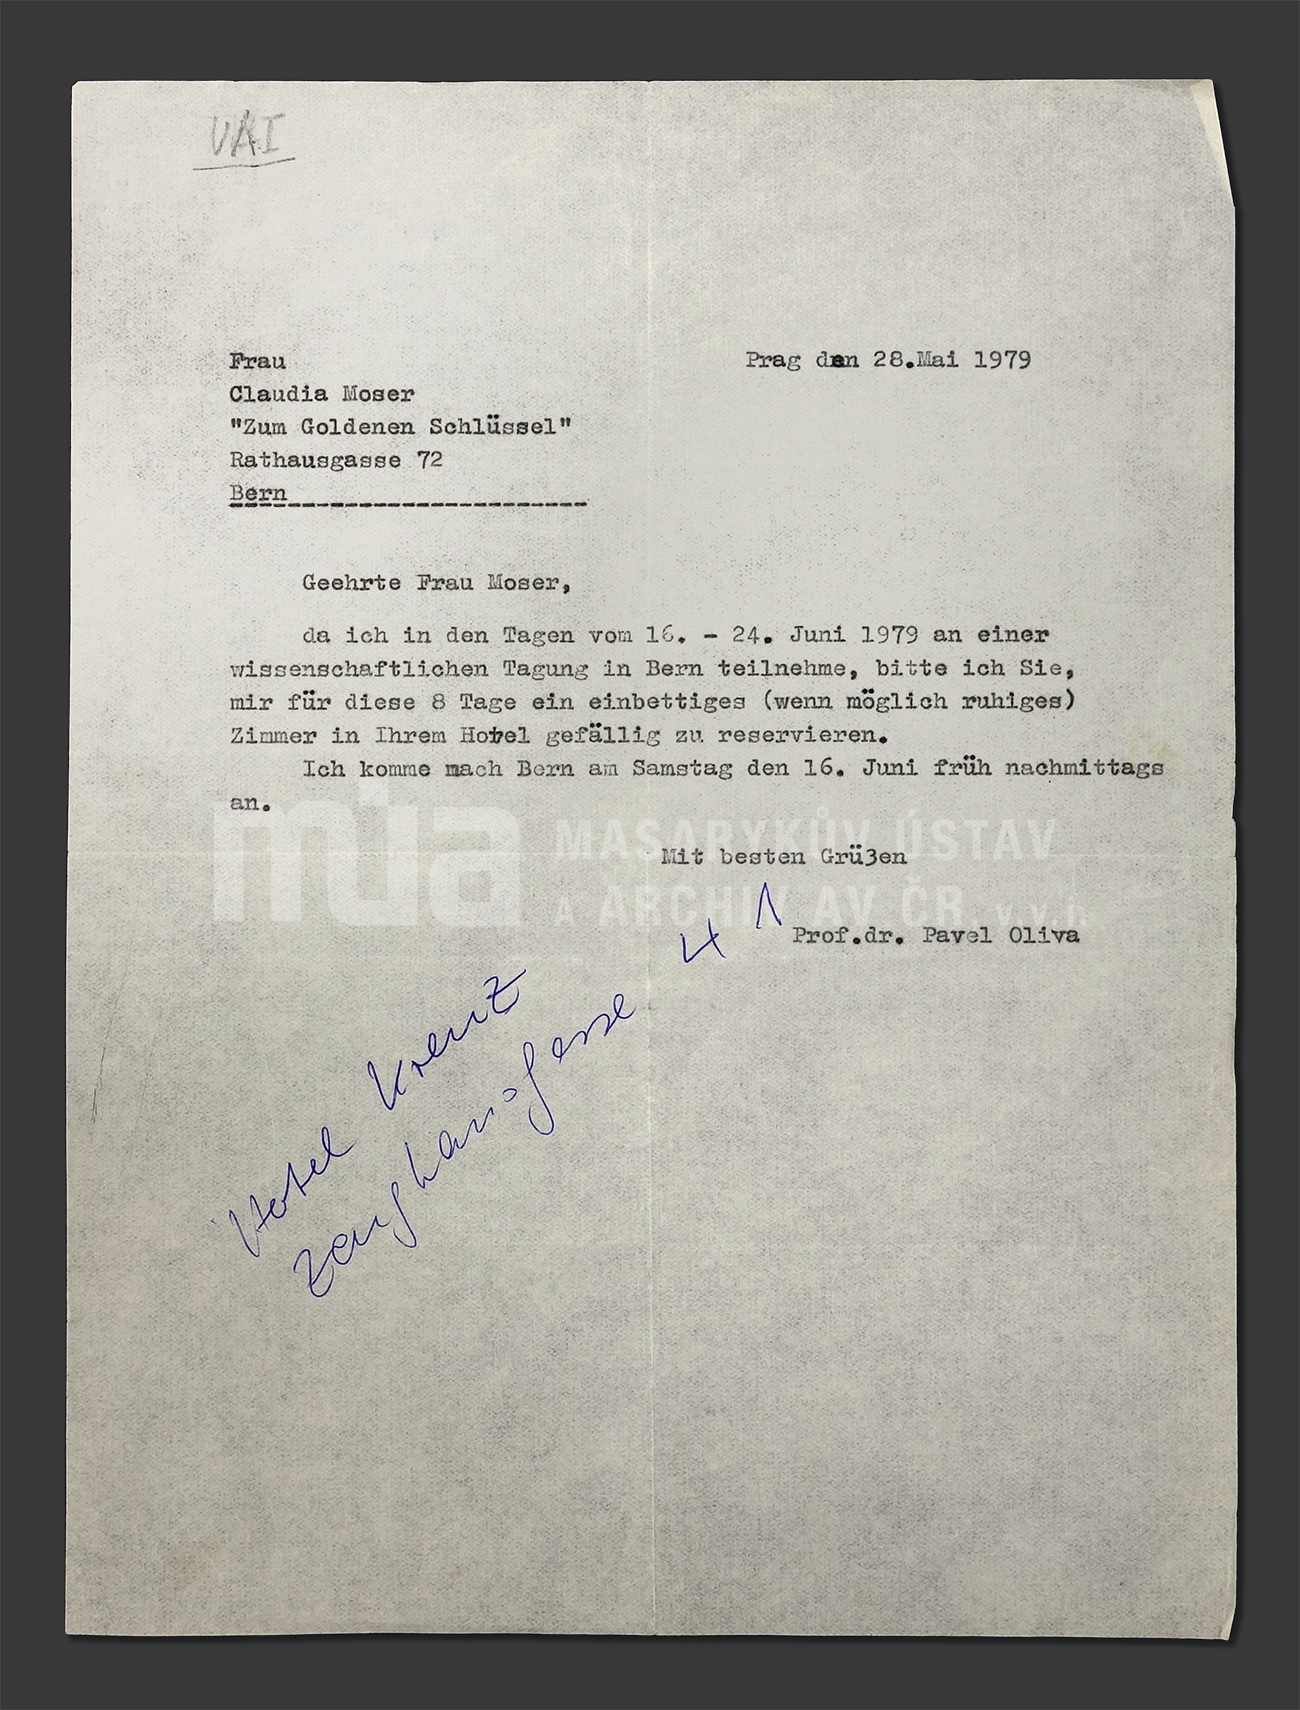 VAI
Frau
Claudia Moser
"Zum Goldenen Schlüssel"
Rathausgasse 72
Bern
Prag den 28.Mai 1979
Geehrte Frau Moser,
da ich in den Tagen vom 16. - 24. Juni 1979 an einer
wissenschaftlichen Tagung in Bern teilnehme, bitte ich Sie,
mir für diese 8 Tage ein einbettiges (wenn möglich ruhiges)
Zimmer in Ihrem Hotel gefällig zu reservieren.
Ich komme nach Bern am Samstag den 16. Juni früh nachmittags
an.
Mit besten Grü3en
Prof.dr. Pavel Oliva
Hotel Kreuz
Zeughausgasse 41
múa MASARYKŮV ÚSTAV
A ARCHIV AV ČR, v.v.i.